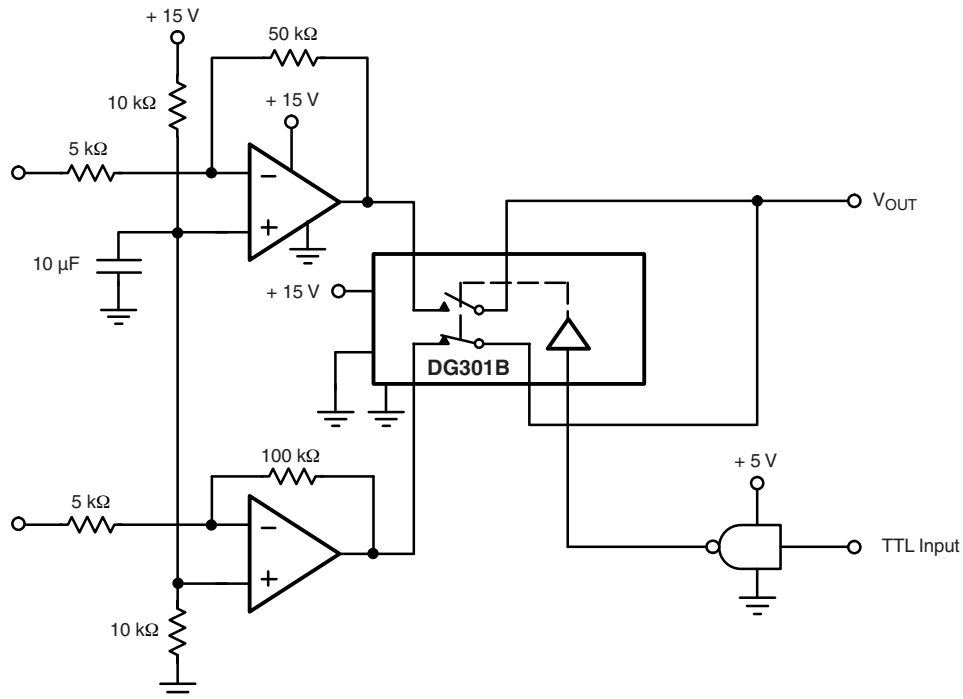 + 15 V
50 kΩ
10 kΩ
+ 15 V
5 kΩ
−
+
VOUT
10 µF
+ 15 V
DG301B
100 kΩ
+ 5 V
5 kΩ
−
+
TTL Input
10 kΩ